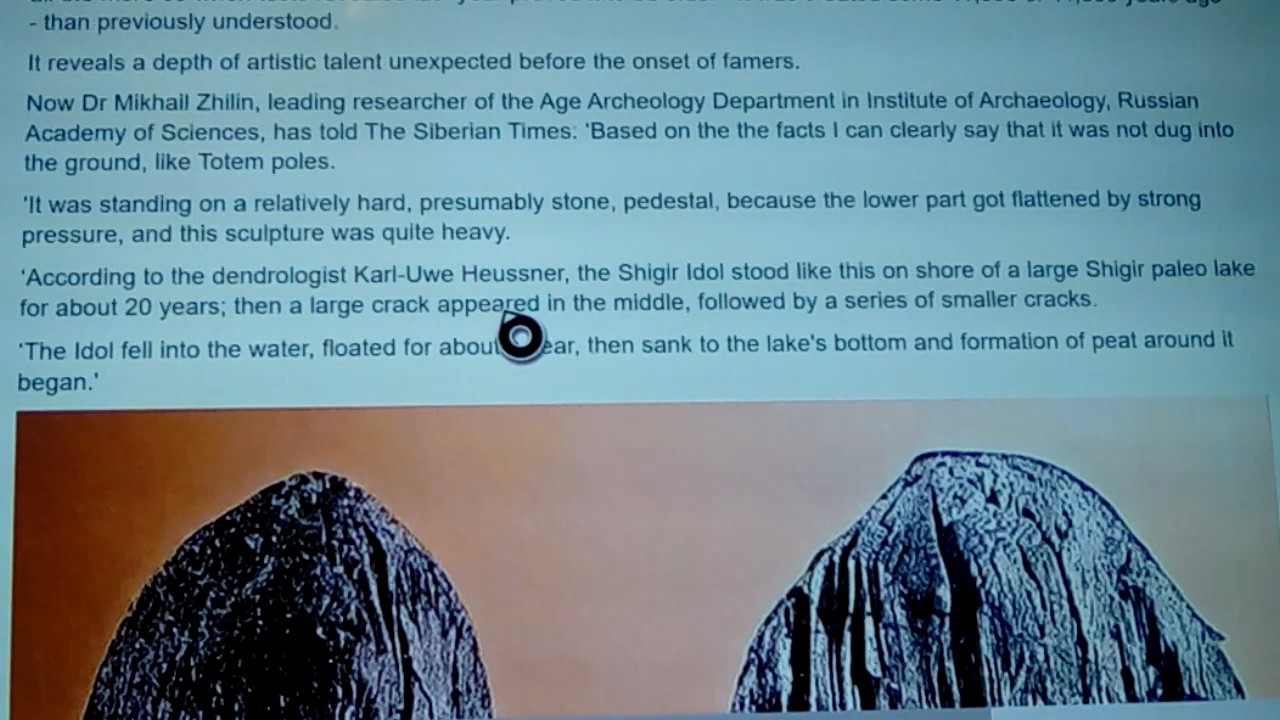 - than previously understood.
It reveals a depth of artistic talent unexpected before the onset of famers.
Now Dr Mikhail Zhilin, leading researcher of the Age Archeology Department in Institute of Archaeology, Russian
Academy of Sciences, has told The Siberian Times: ‘Based on the the facts I can clearly say that it was not dug into
the ground, like Totem poles.
'It was standing on a relatively hard, presumably stone, pedestal, because the lower part got flattened by strong
pressure, and this sculpture was quite heavy.
‘According to the dendrologist Karl-Uwe Heussner, the Shigir Idol stood like this on shore of a large Shigir paleo lake
for about 20 years; then a large crack appeared in the middle, followed by a series of smaller cracks.
‘The Idol fell into the water, floated for about then sank to the lake's bottom and formation of peat around it
began.'